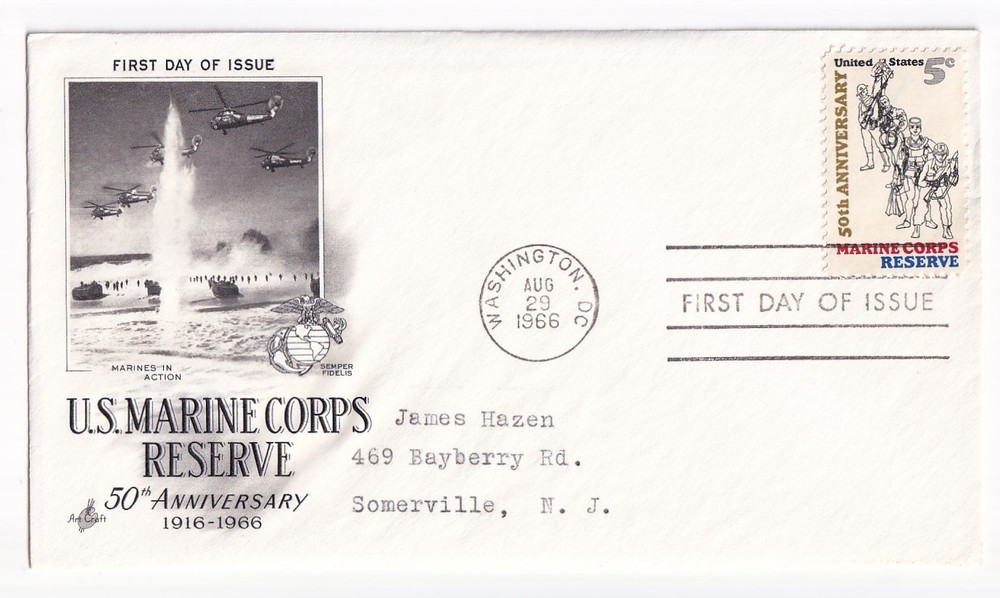 FIRST DAY OF ISSUE
MARINES IN
ACTION
SEMPER
FIDELIS
U.S. MARINE CORPS
RESERVE
50th ANNIVERSARY
1916-1966
Art Craft
WASHINGTON, DC
AUG
29
1966
United States 5c
50th ANNIVERSARY
MARINE CORPS
RESERVE
FIRST DAY OF ISSUE
James Hazen
469 Bayberry Rd.
Somerville, N. J.